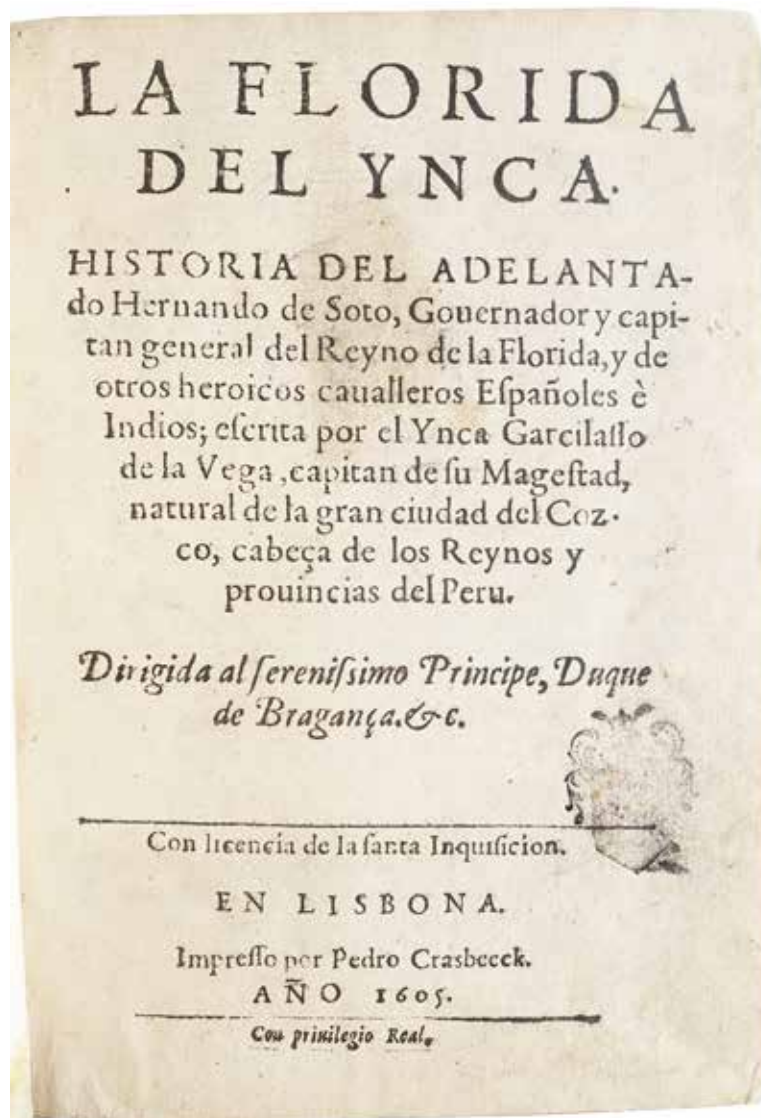 LA FLORIDA
DEL YNCA.
HISTORIA DEL ADELANTA-
do Hernando de Soto, Gouernador y capi-
tan general del Reyno de la Florida, y de
otros heroicos caualleros Eſpañoles è
Indios; eſcrita por el Ynca Garcilaſſo
de la Vega, capitan de ſu Mageſtad,
natural de la gran ciudad del Coz-
co, cabeça de los Reynos y
prouincias del Peru.
Dirigida al ſereniſsimo Principe, Duque
de Bragança. &c.
Con licencia de la ſanta Inquiſicion.
EN LISBONA.
Impreſſo por Pedro Crasbeeck.
AÑO 1605.
Con priuilegio Real.